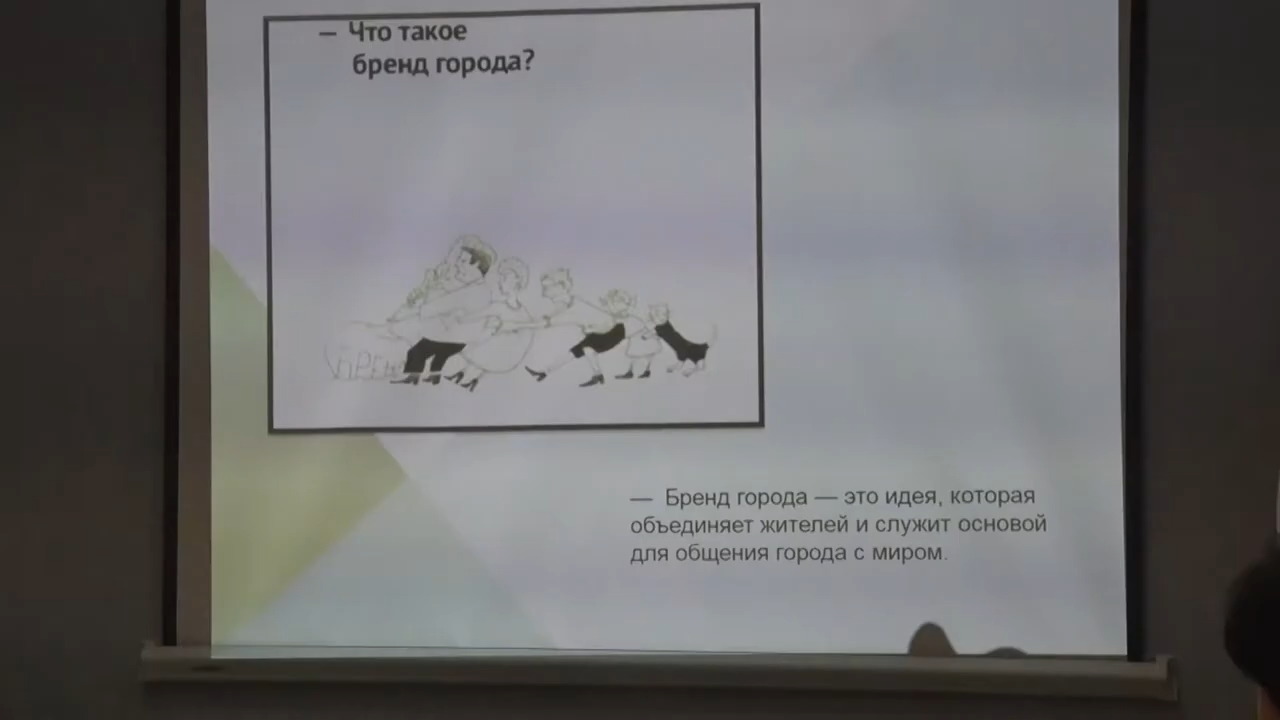 — Что такое
бренд города?
— Бренд города — это идея, которая
объединяет жителей и служит основой
для общения города с миром.